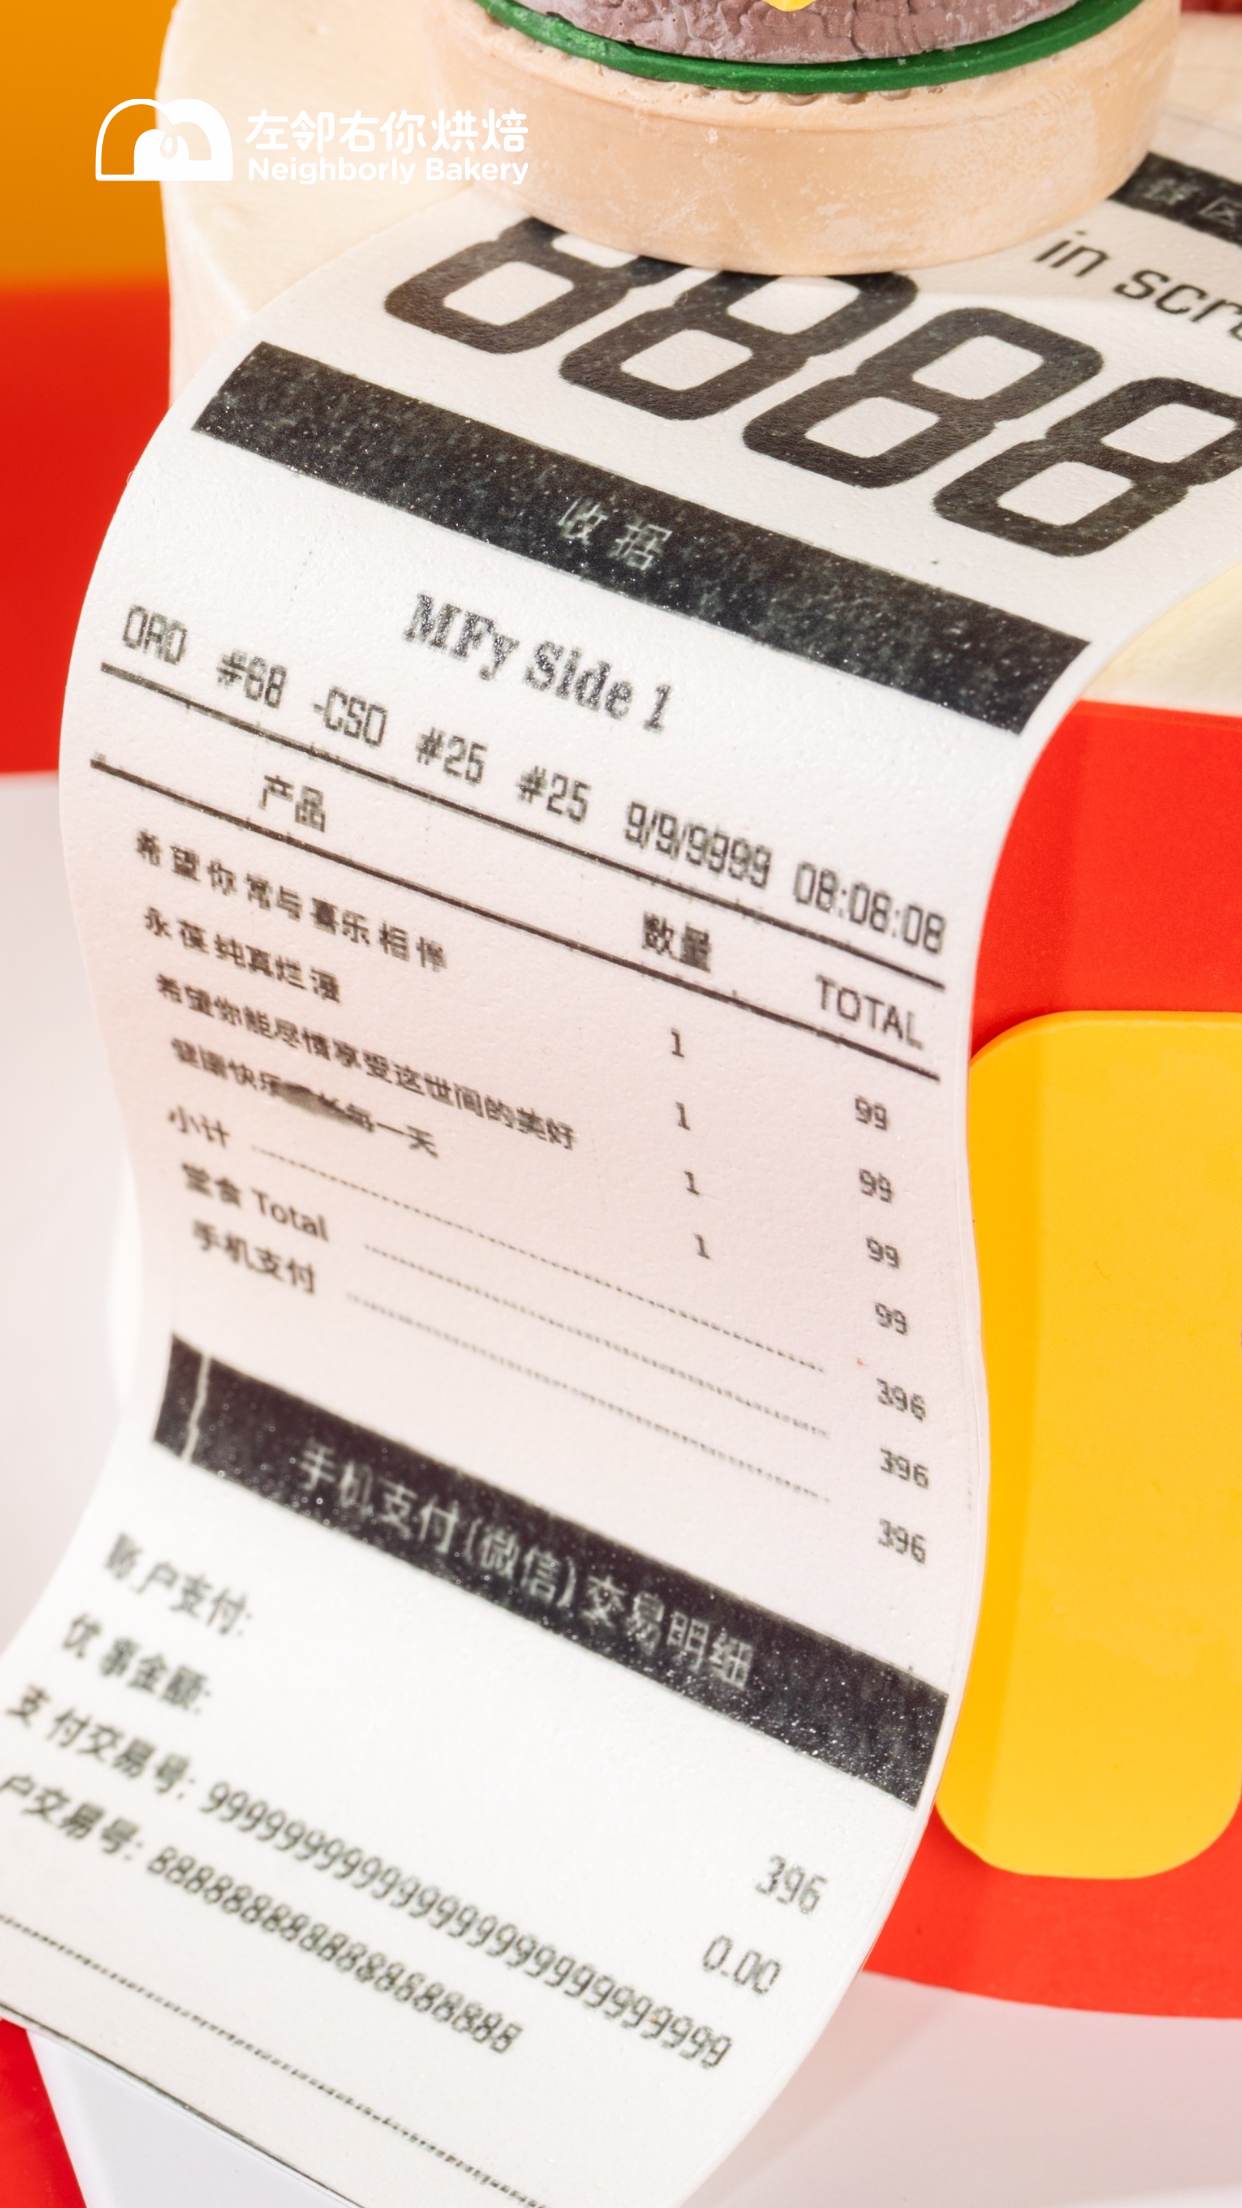 左邻右你烘焙
Neighborly Bakery
in scr
888
收据
MFy Side 1
ORD #68 -CSO #25 #25 9/9/9999 08:08:08
产品 数量 TOTAL
希望你常与喜乐相伴 1 99
永葆纯真烂漫 1 99
希望你能尽情享受这世间的美好 1 99
健康快乐 每一天 1 99
小计 396
堂食 Total 396
手机支付 396
手机支付(微信)交易明细
账户支付: 396
优惠金额: 0.00
支付交易号:
户交易号: